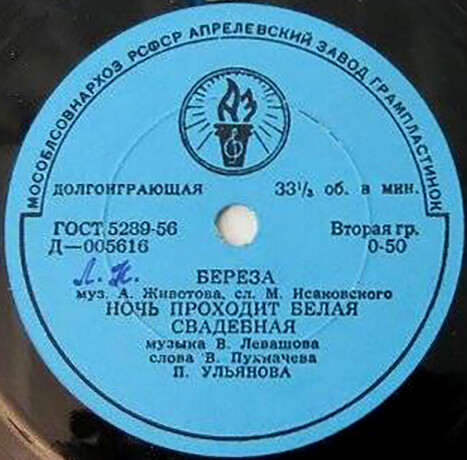 МОСОБЛСОВНАРХОЗ РСФСР АПРЕЛЕВСКИЙ ЗАВОД ГРАМПЛАСТИНОК
АЗ
ДОЛГОИГРАЮЩАЯ 33⅓ об. в мин.
ГОСТ 5289-56 Вторая гр.
Д—005616 0-50
Л. Н.
БЕРЕЗА
муз. А. Животова, сл. М. Исаковского
НОЧЬ ПРОХОДИТ БЕЛАЯ
СВАДЕБНАЯ
музыка В. Левашова
слова В. Пукначева
П. УЛЬЯНОВА